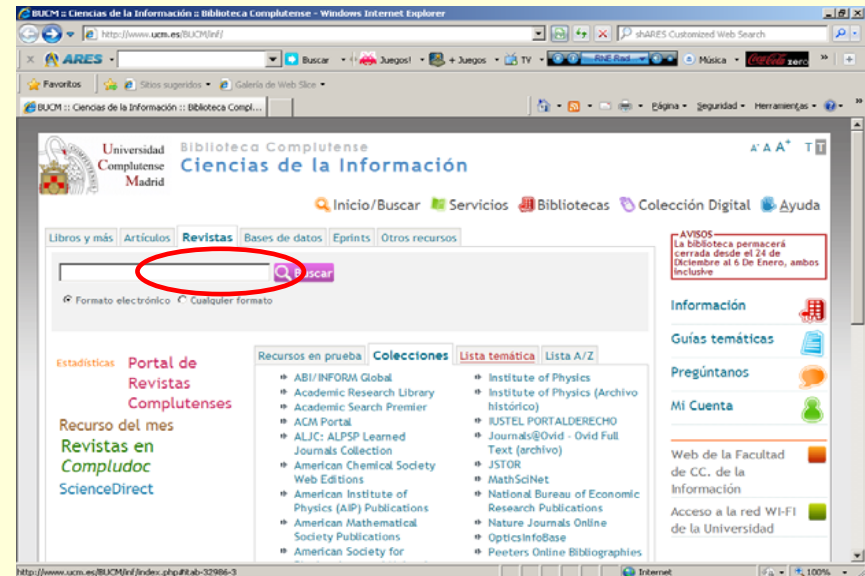 BUCM :: Ciencias de la Información :: Biblioteca Complutense - Windows Internet Explorer
http://www.ucm.es/BUCM/inf/
shARES Customized Web Search
ARES
Buscar
Juegos!
+ Juegos
TV
RNE Rad
Música
Coca-Cola zero
Favoritos
Sitios sugeridos
Galería de Web Slice
BUCM :: Ciencias de la Información :: Biblioteca Compl...
Página
Seguridad
Herramientas
Universidad
Complutense
Madrid
Biblioteca Complutense
Ciencias de la Información
A- A A+ T T
Inicio/Buscar Servicios Bibliotecas Colección Digital Ayuda
Libros y más Artículos Revistas Bases de datos Eprints Otros recursos
Buscar
Formato electrónico Cualquier formato
AVISOS
La biblioteca permacerá
cerrada desde el 24 de
Diciembre al 6 De Enero, ambos
inclusive
Información
Guías temáticas
Pregúntanos
Mi Cuenta
Web de la Facultad
de CC. de la
Información
Acceso a la red WI-FI
de la Universidad
Estadísticas Portal de
Revistas
Complutenses
Recurso del mes
Revistas en
Compludoc
ScienceDirect
Recursos en prueba Colecciones Lista temática Lista A/Z
ABI/INFORM Global
Academic Research Library
Academic Search Premier
ACM Portal
ALJC: ALPSP Learned
Journals Collection
American Chemical Society
Web Editions
American Institute of
Physics (AIP) Publications
American Mathematical
Society Publications
American Society for
Institute of Physics
Institute of Physics (Archivo
histórico)
IUSTEL PORTALDERECHO
Journals@Ovid - Ovid Full
Text (archivo)
JSTOR
MathSciNet
National Bureau of Economic
Research Publications
Nature Journals Online
OpticsInfoBase
Peeters Online Bibliographies
http://www.ucm.es/BUCM/inf/index.php#itab-32986-3
Internet
100%